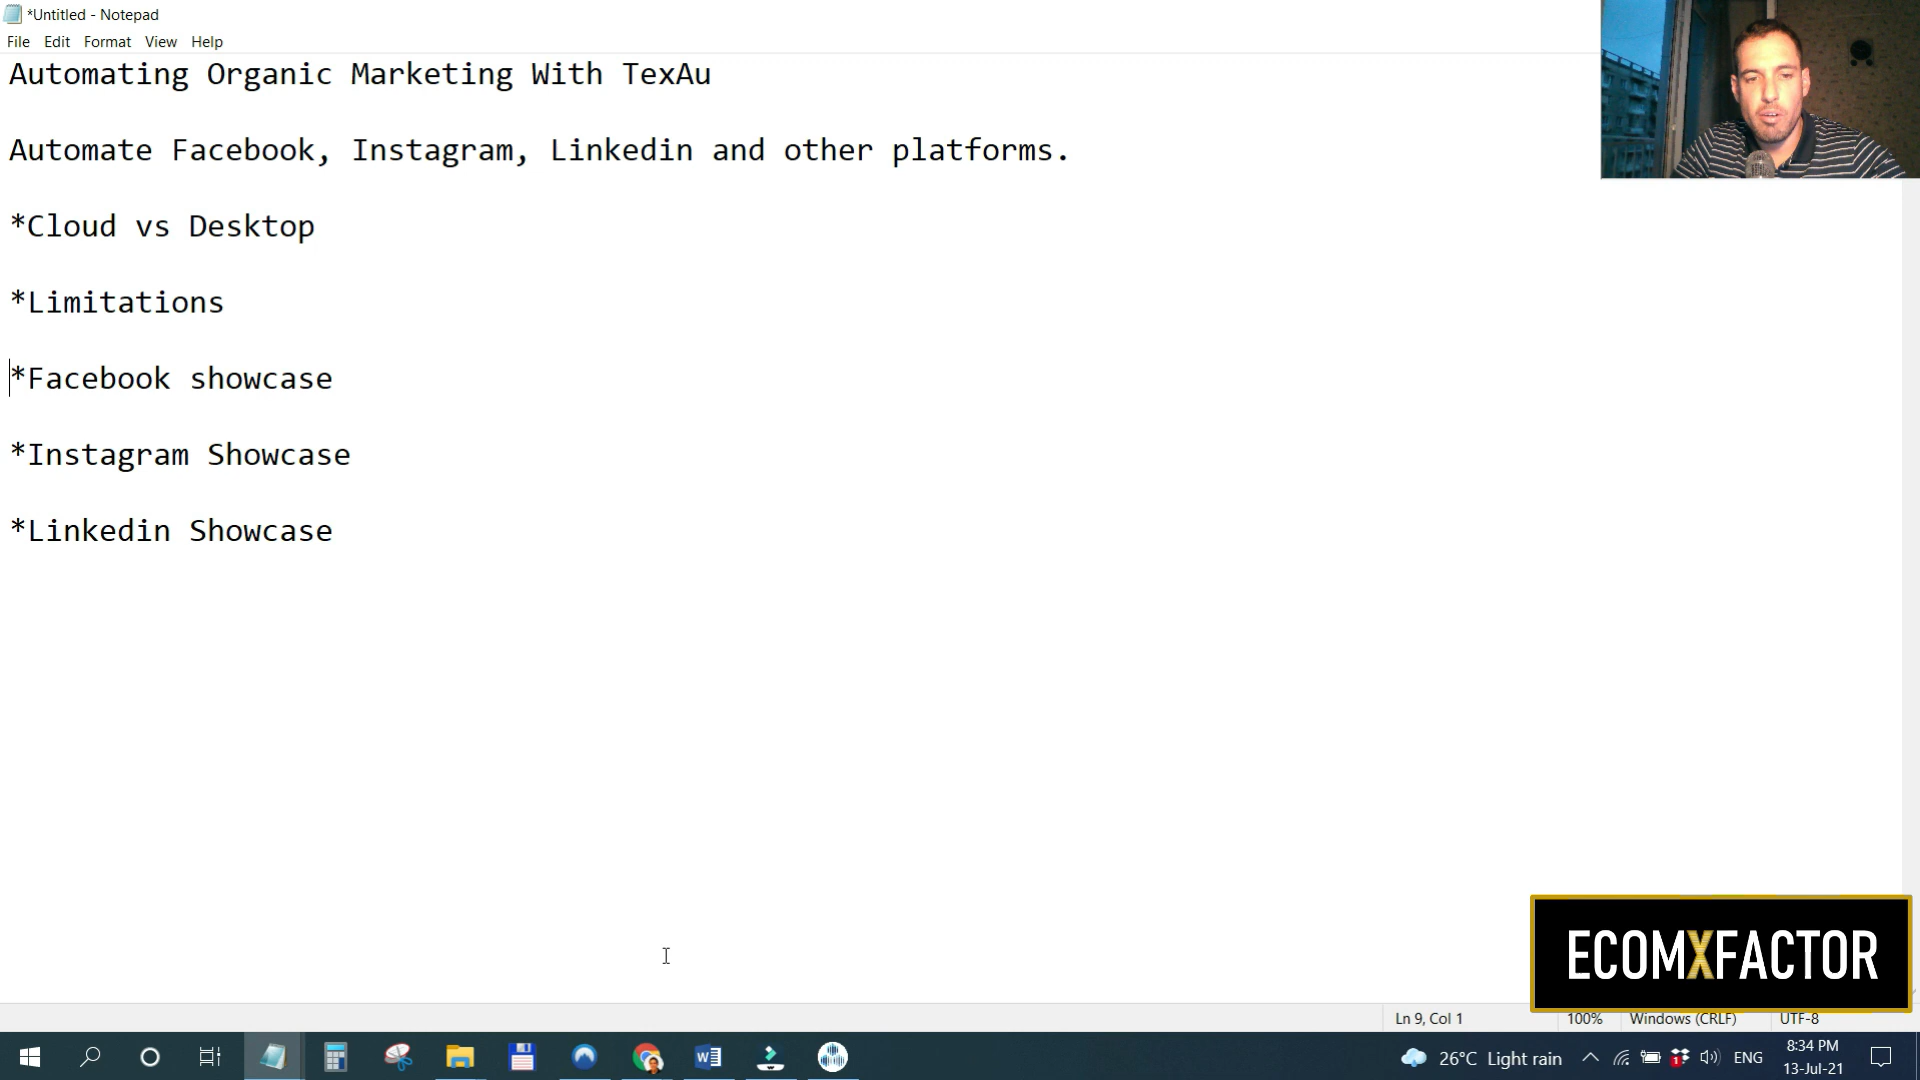 *Untitled - Notepad
File Edit Format View Help
Automating Organic Marketing With TexAu
Automate Facebook, Instagram, Linkedin and other platforms.
*Cloud vs Desktop
*Limitations
*Facebook showcase
*Instagram Showcase
*Linkedin Showcase
ECOMXFACTOR
Ln 9, Col 1 100% Windows (CRLF) UTF-8
26°C Light rain ENG 8:34 PM
13-Jul-21